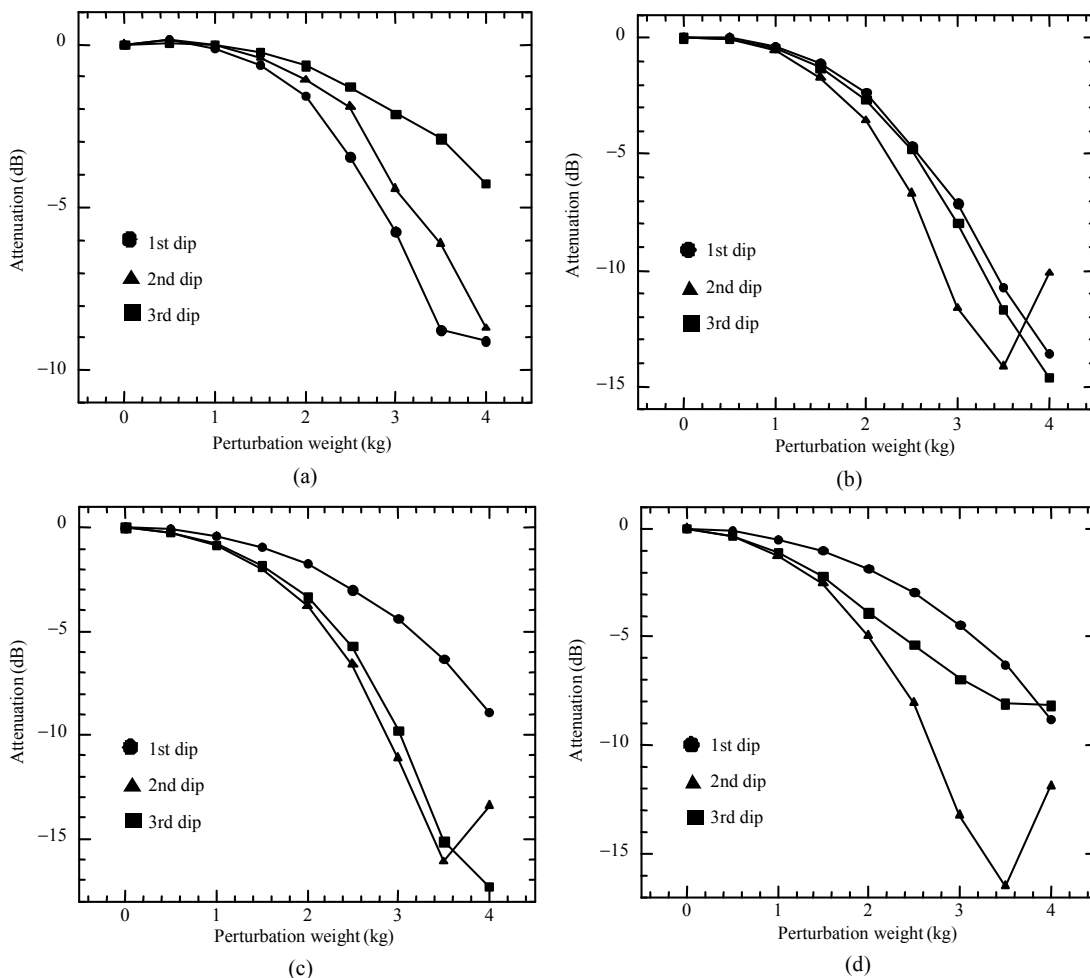 0
−5
−10
Attenuation (dB)
1st dip
2nd dip
3rd dip
0 1 2 3 4
Perturbation weight (kg)
(a)
0
−5
−10
−15
Attenuation (dB)
1st dip
2nd dip
3rd dip
0 1 2 3 4
Perturbation weight (kg)
(b)
0
−5
−10
−15
Attenuation (dB)
1st dip
2nd dip
3rd dip
0 1 2 3 4
Perturbation weight (kg)
(c)
0
−5
−10
−15
Attenuation (dB)
1st dip
2nd dip
3rd dip
0 1 2 3 4
Perturbation weight (kg)
(d)